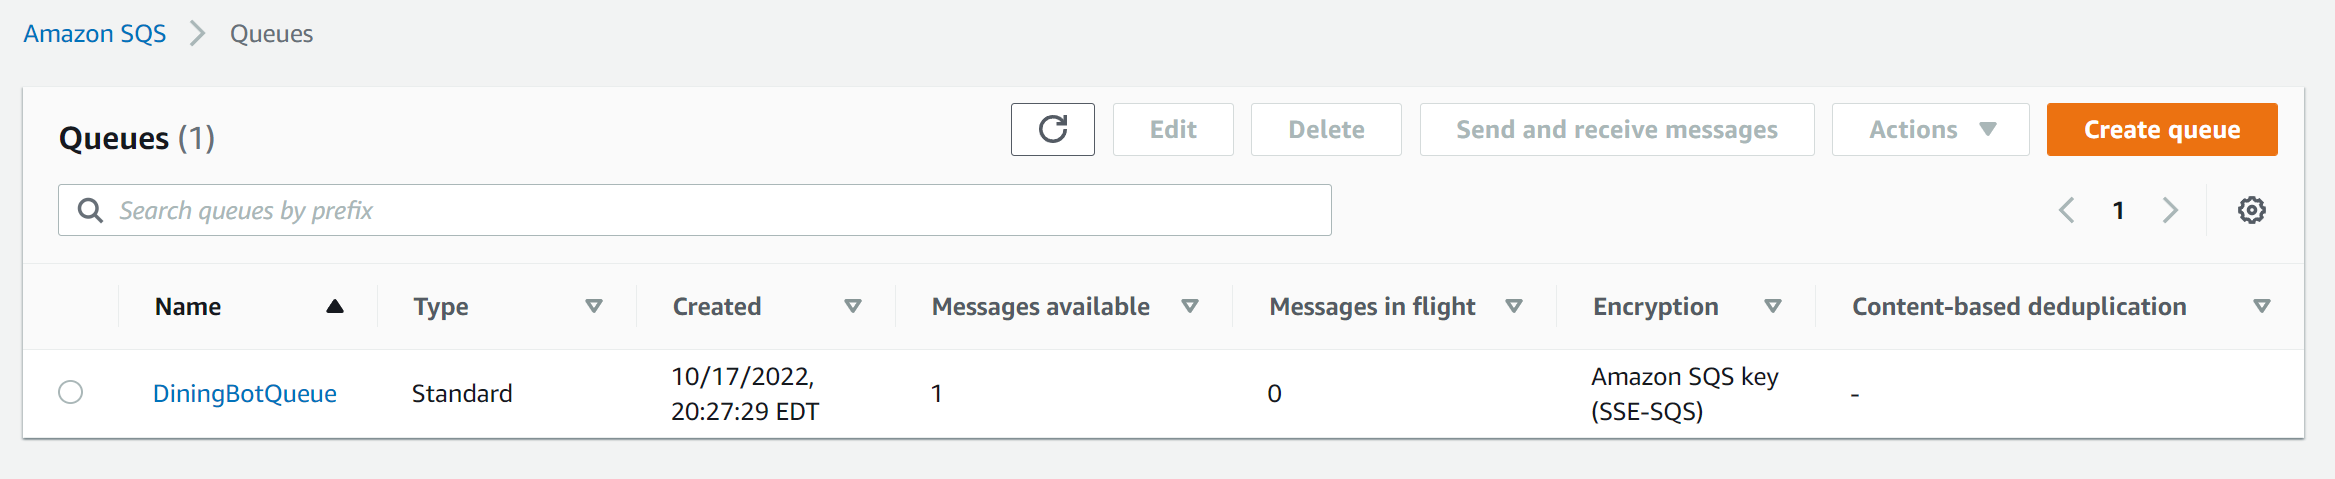 Amazon SQS > Queues
Queues (1) Edit Delete Send and receive messages Actions Create queue
Search queues by prefix 1
Name Type Created Messages available Messages in flight Encryption Content-based deduplication
DiningBotQueue Standard 10/17/2022, 1 0 Amazon SQS key -
20:27:29 EDT (SSE-SQS)